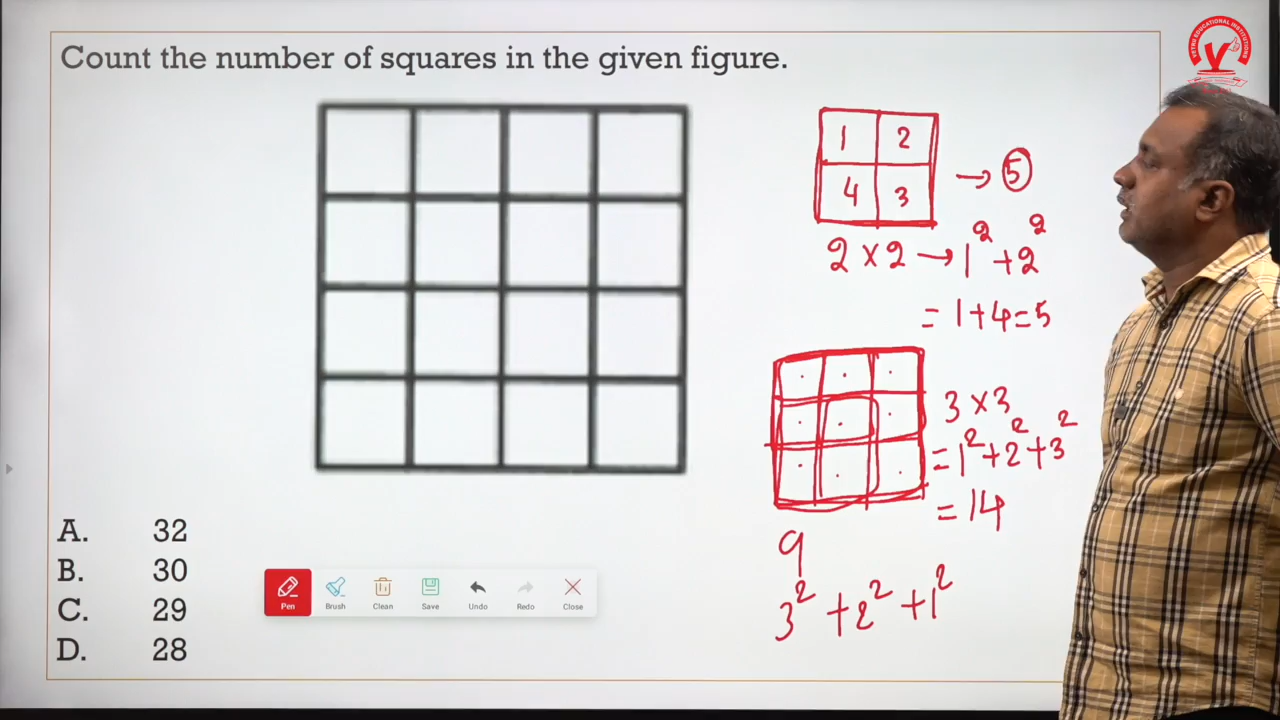 Count the number of squares in the given figure.
1 2
4 3
→ 5
2 × 2 → 1² + 2²
= 1 + 4 = 5
3 × 3
= 1² + 2² + 3²
= 14
9
3² + 2² + 1²
A. 32
B. 30
C. 29
D. 28
Pen Brush Clean Save Undo Redo Close